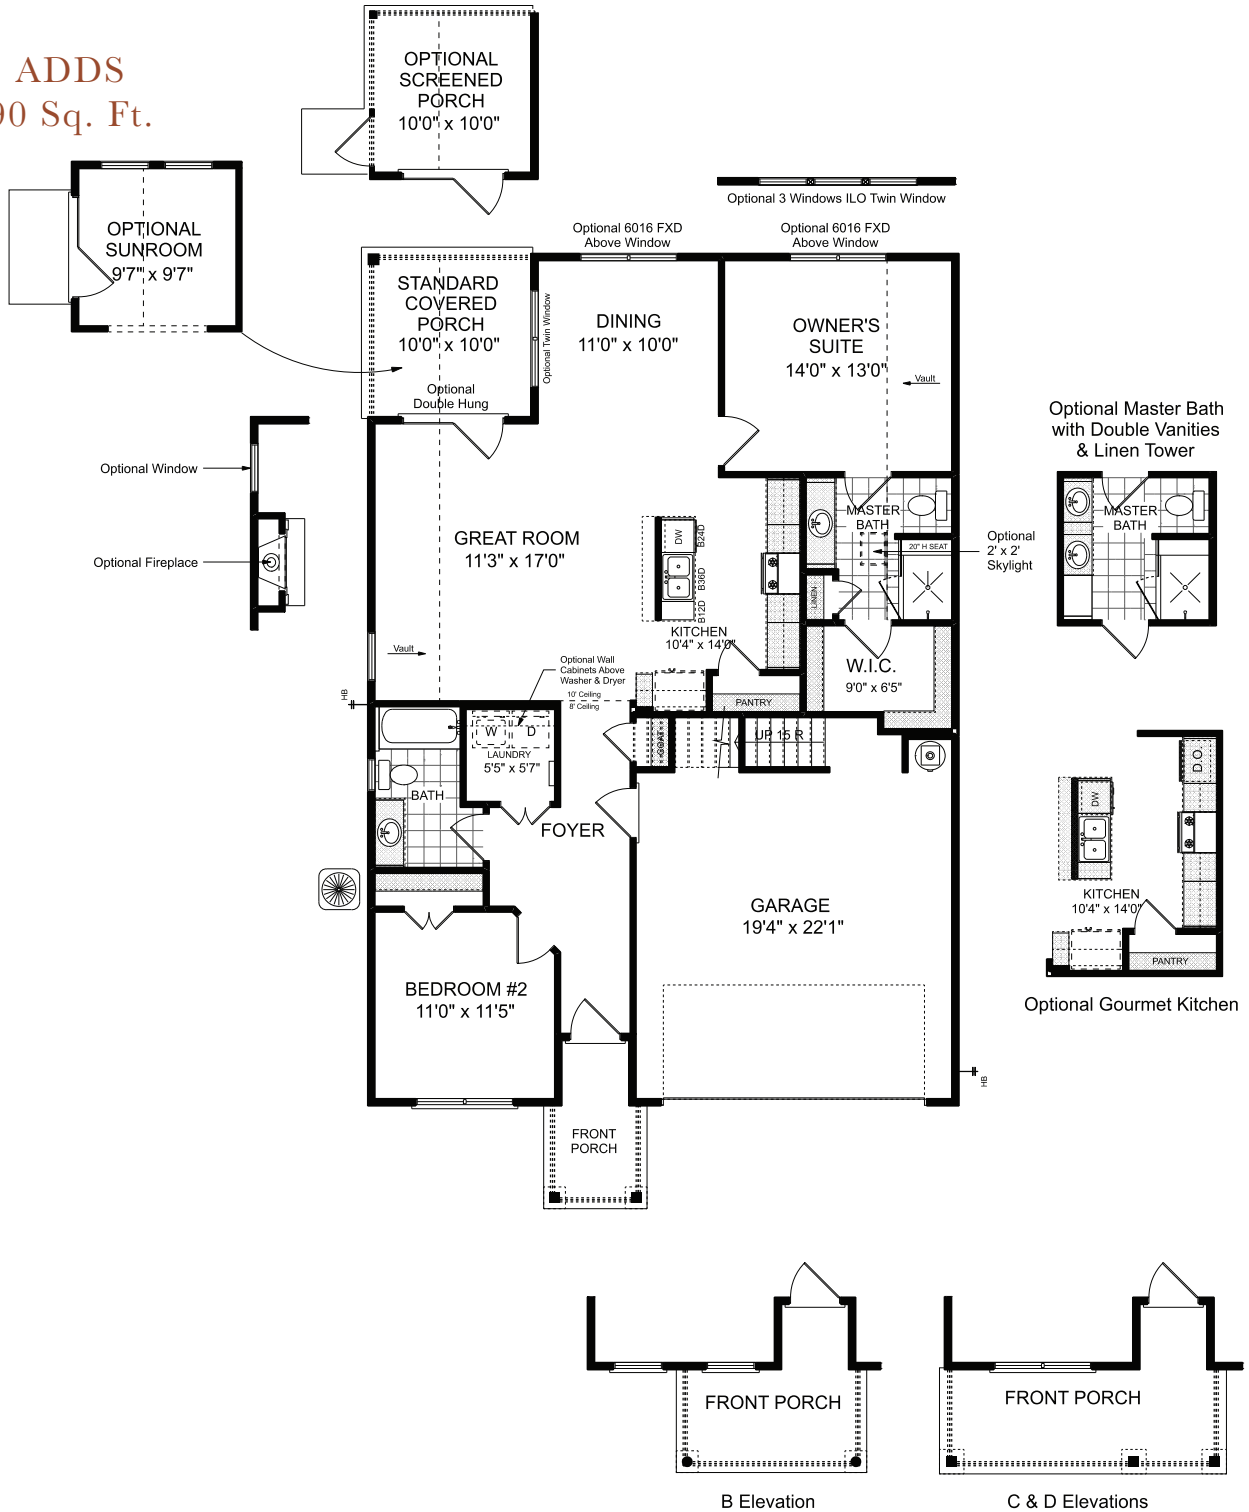 ADDS
90 Sq. Ft.
OPTIONAL
SCREENED
PORCH
10'0" x 10'0"
OPTIONAL
SUNROOM
9'7" x 9'7"
Optional 3 Windows ILO Twin Window
Optional 6016 FXD
Above Window
Optional 6016 FXD
Above Window
STANDARD
COVERED
PORCH
10'0" x 10'0"
Optional
Double Hung
Optional Twin Window
DINING
11'0" x 10'0"
OWNER'S
SUITE
14'0" x 13'0"
Vault
Optional Master Bath
with Double Vanities
& Linen Tower
MASTER
BATH
Optional Window
Optional Fireplace
GREAT ROOM
11'3" x 17'0"
Vault
DW
B24D
B36D
B12D
KITCHEN
10'4" x 14'0"
MASTER
BATH
20" H SEAT
LINEN
Optional
2' x 2'
Skylight
W.I.C.
9'0" x 6'5"
Optional Wall
Cabinets Above
Washer & Dryer
10' Ceiling
8' Ceiling
PANTRY
HB
W
D
LAUNDRY
5'5" x 5'7"
COAT
UP 15 R
BATH
FOYER
D.O.
DW
KITCHEN
10'4" x 14'0"
PANTRY
Optional Gourmet Kitchen
GARAGE
19'4" x 22'1"
BEDROOM #2
11'0" x 11'5"
HB
FRONT
PORCH
FRONT PORCH
B Elevation
FRONT PORCH
C & D Elevations